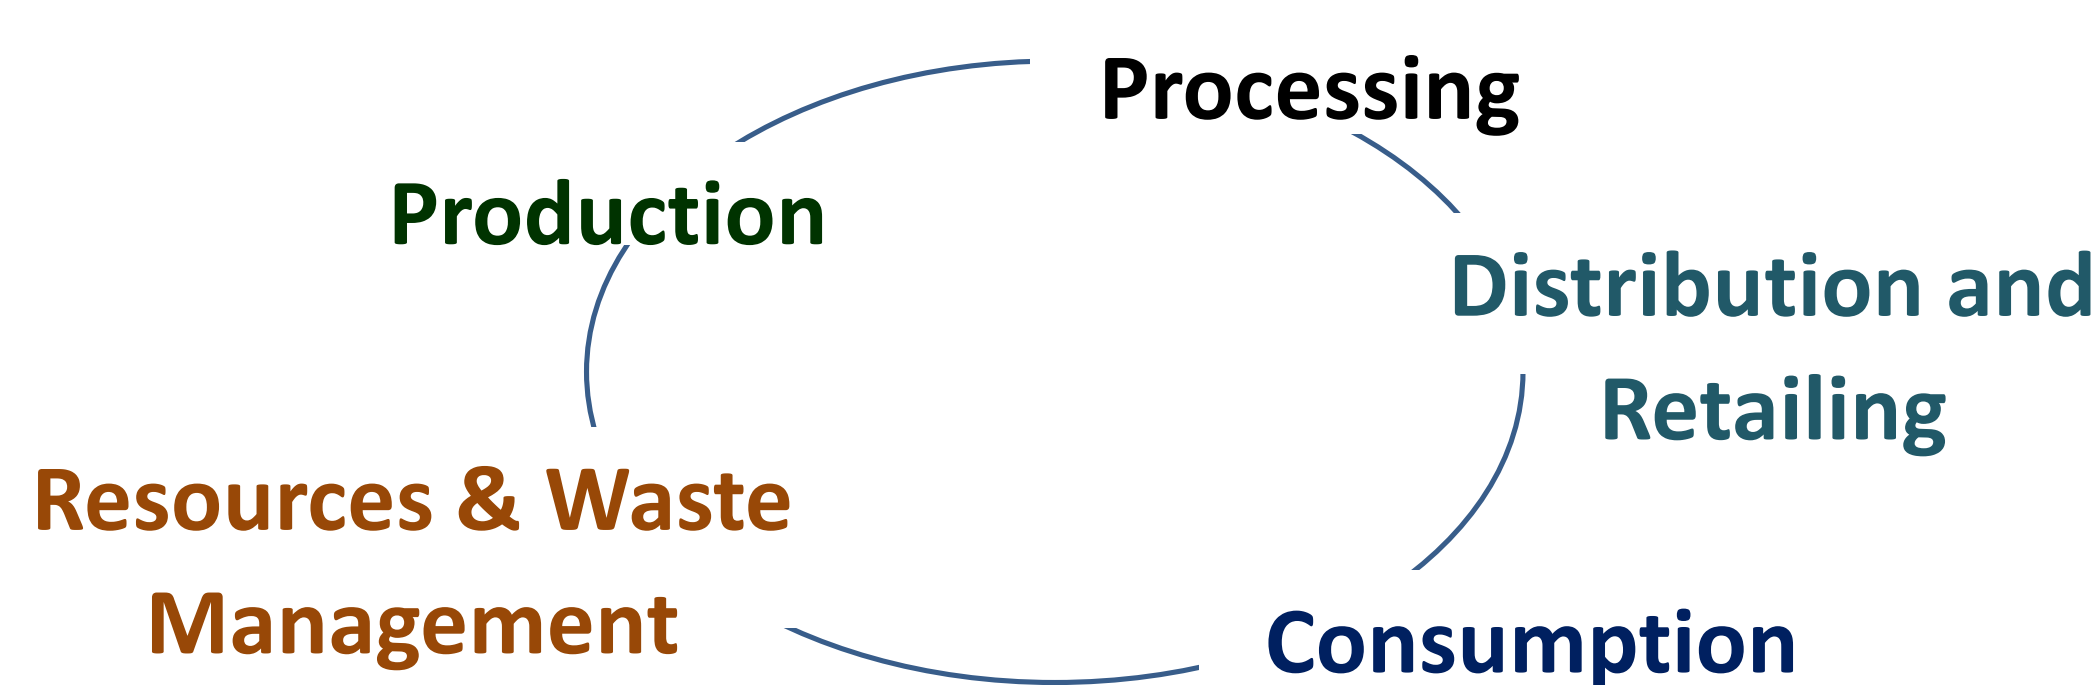 Processing
Production
Distribution and
Retailing
Resources & Waste
Management
Consumption